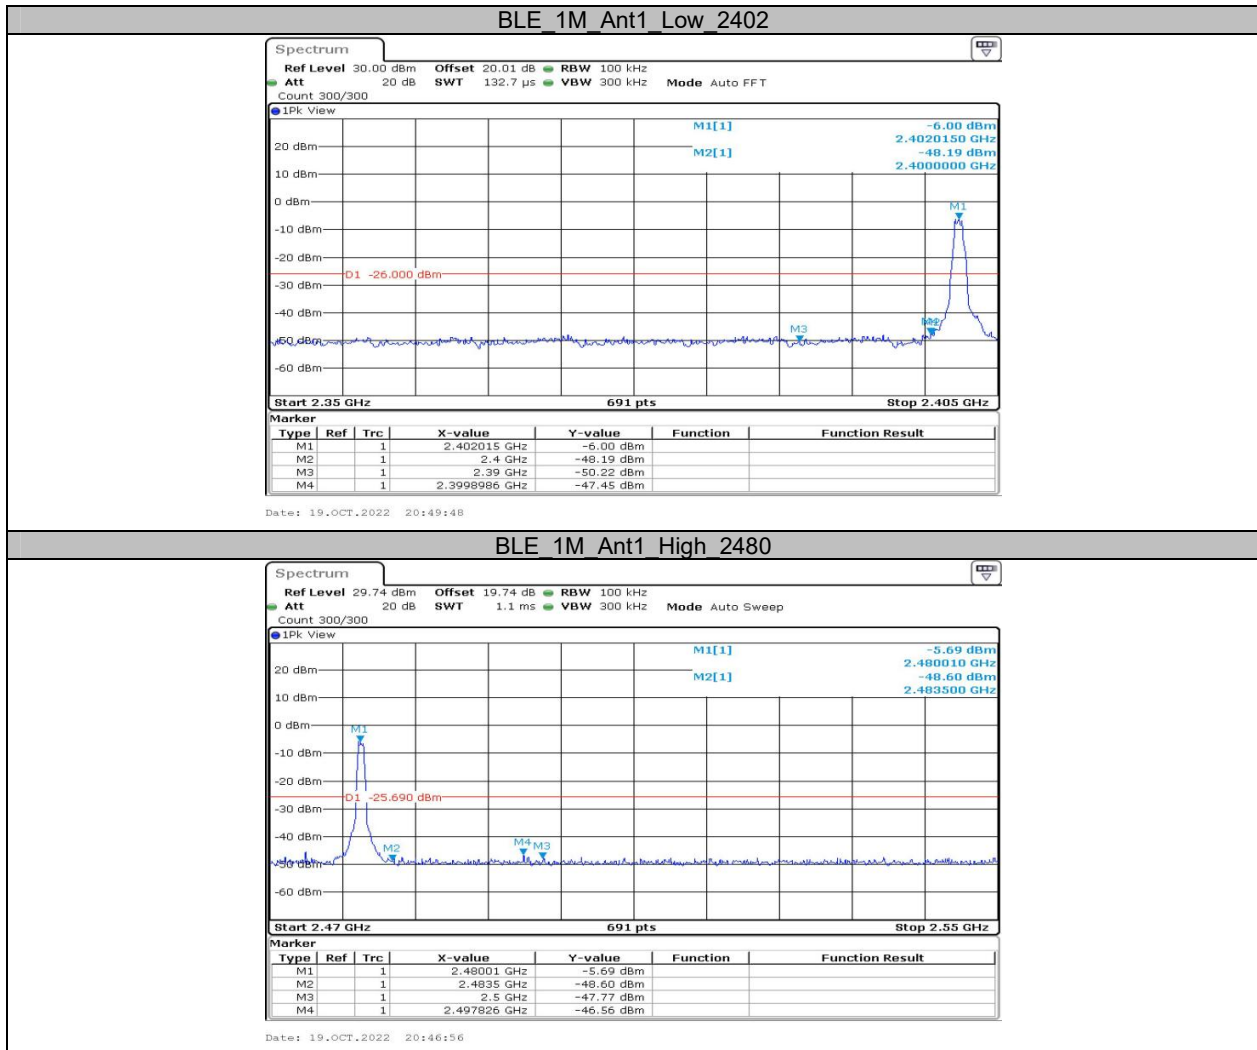 BLE_1M_Ant1_Low_2402
Spectrum
Ref Level 30.00 dBm Offset 20.01 dB RBW 100 kHz
Att 20 dB SWT 132.7 µs VBW 300 kHz Mode Auto FFT
Count 300/300
1Pk View
M1[1] -6.00 dBm
2.4020150 GHz
20 dBm
M2[1] -48.19 dBm
2.4000000 GHz
10 dBm
0 dBm
M1
-10 dBm
-20 dBm
D1 -26.000 dBm
-30 dBm
-40 dBm
M3
-50 dBm
-60 dBm
Start 2.35 GHz 691 pts Stop 2.405 GHz
Marker
Type Ref Trc X-value Y-value Function Function Result
M1 1 2.402015 GHz -6.00 dBm
M2 1 2.4 GHz -48.19 dBm
M3 1 2.39 GHz -50.22 dBm
M4 1 2.3998986 GHz -47.45 dBm
Date: 19.OCT.2022 20:49:48
BLE_1M_Ant1_High_2480
Spectrum
Ref Level 29.74 dBm Offset 19.74 dB RBW 100 kHz
Att 20 dB SWT 1.1 ms VBW 300 kHz Mode Auto Sweep
Count 300/300
1Pk View
M1[1] -5.69 dBm
2.480010 GHz
20 dBm
M2[1] -48.60 dBm
2.483500 GHz
10 dBm
0 dBm
M1
-10 dBm
-20 dBm
D1 -25.690 dBm
-30 dBm
-40 dBm
M2 M4 M3
-50 dBm
-60 dBm
Start 2.47 GHz 691 pts Stop 2.55 GHz
Marker
Type Ref Trc X-value Y-value Function Function Result
M1 1 2.48001 GHz -5.69 dBm
M2 1 2.4835 GHz -48.60 dBm
M3 1 2.5 GHz -47.77 dBm
M4 1 2.497826 GHz -46.56 dBm
Date: 19.OCT.2022 20:46:56